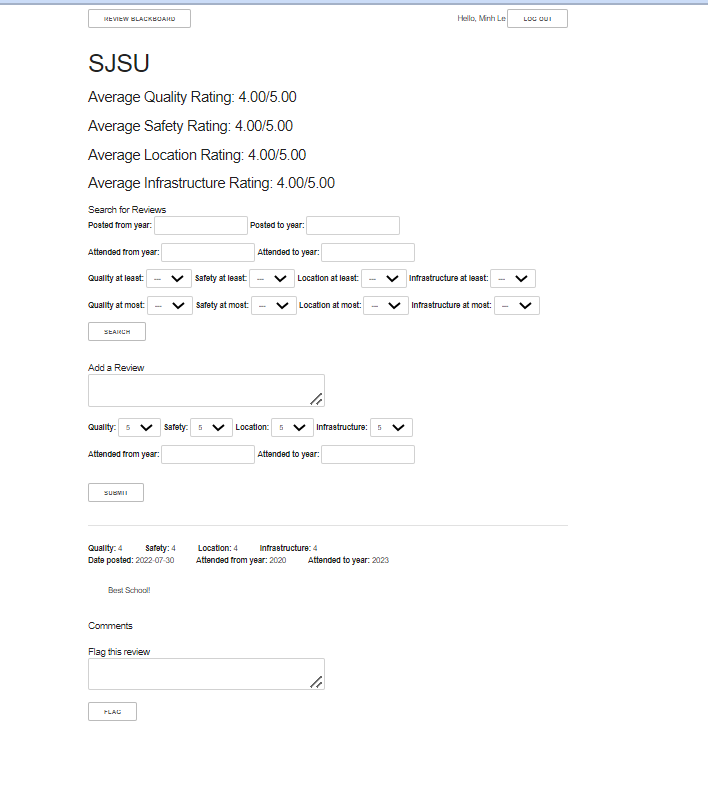 REVIEW BLACKBOARD Hello, Minh Le LOG OUT
SJSU
Average Quality Rating: 4.00/5.00
Average Safety Rating: 4.00/5.00
Average Location Rating: 4.00/5.00
Average Infrastructure Rating: 4.00/5.00
Search for Reviews
Posted from year: Posted to year:
Attended from year: Attended to year:
Quality at least: --- Safety at least: --- Location at least: --- Infrastructure at least: ---
Quality at most: --- Safety at most: --- Location at most: --- Infrastructure at most: ---
SEARCH
Add a Review
Quality: 5 Safety: 5 Location: 5 Infrastructure: 5
Attended from year: Attended to year:
SUBMIT
Quality: 4 Safety: 4 Location: 4 Infrastructure: 4
Date posted: 2022-07-30 Attended from year: 2020 Attended to year: 2023
Best School!
Comments
Flag this review
FLAG